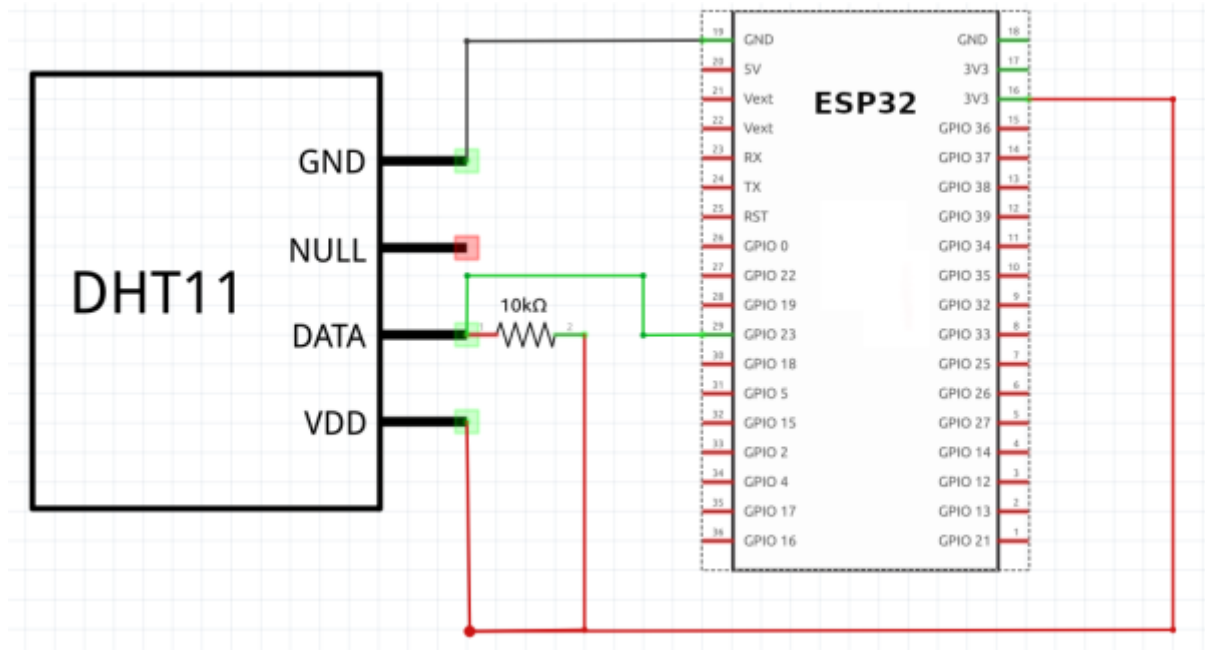 DHT11
GND
NULL
DATA
VDD
10kΩ
1
2
ESP32
19 GND
20 5V
21 Vext
22 Vext
23 RX
24 TX
25 RST
26 GPIO 0
27 GPIO 22
28 GPIO 19
29 GPIO 23
30 GPIO 18
31 GPIO 5
32 GPIO 15
33 GPIO 2
34 GPIO 4
35 GPIO 17
36 GPIO 16
GND 18
3V3 17
3V3 16
GPIO 36 15
GPIO 37 14
GPIO 38 13
GPIO 39 12
GPIO 34 11
GPIO 35 10
GPIO 32 9
GPIO 33 8
GPIO 25 7
GPIO 26 6
GPIO 27 5
GPIO 14 4
GPIO 12 3
GPIO 13 2
GPIO 21 1